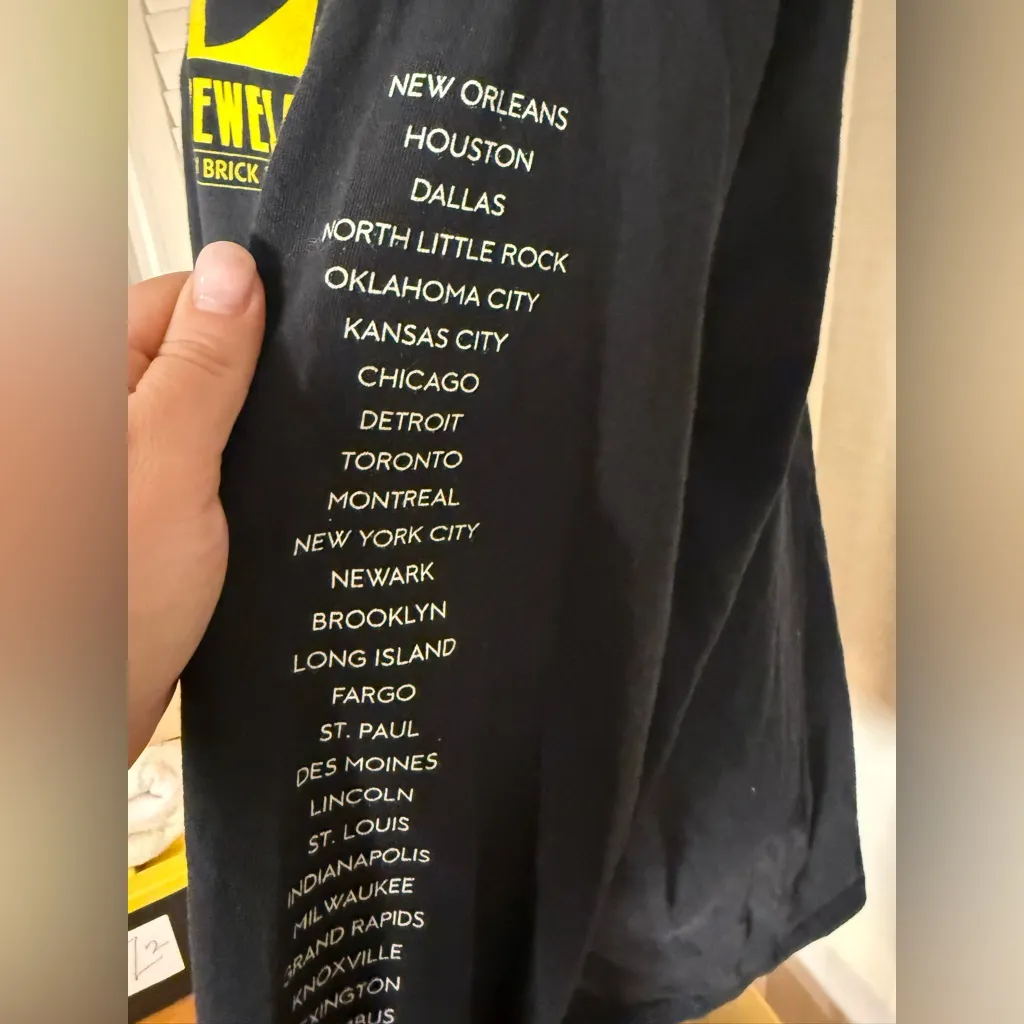 BRICK
NEW ORLEANS
HOUSTON
DALLAS
NORTH LITTLE ROCK
OKLAHOMA CITY
KANSAS CITY
CHICAGO
DETROIT
TORONTO
MONTREAL
NEW YORK CITY
NEWARK
BROOKLYN
LONG ISLAND
FARGO
ST. PAUL
DES MOINES
LINCOLN
ST. LOUIS
INDIANAPOLIS
MILWAUKEE
GRAND RAPIDS
KNOXVILLE